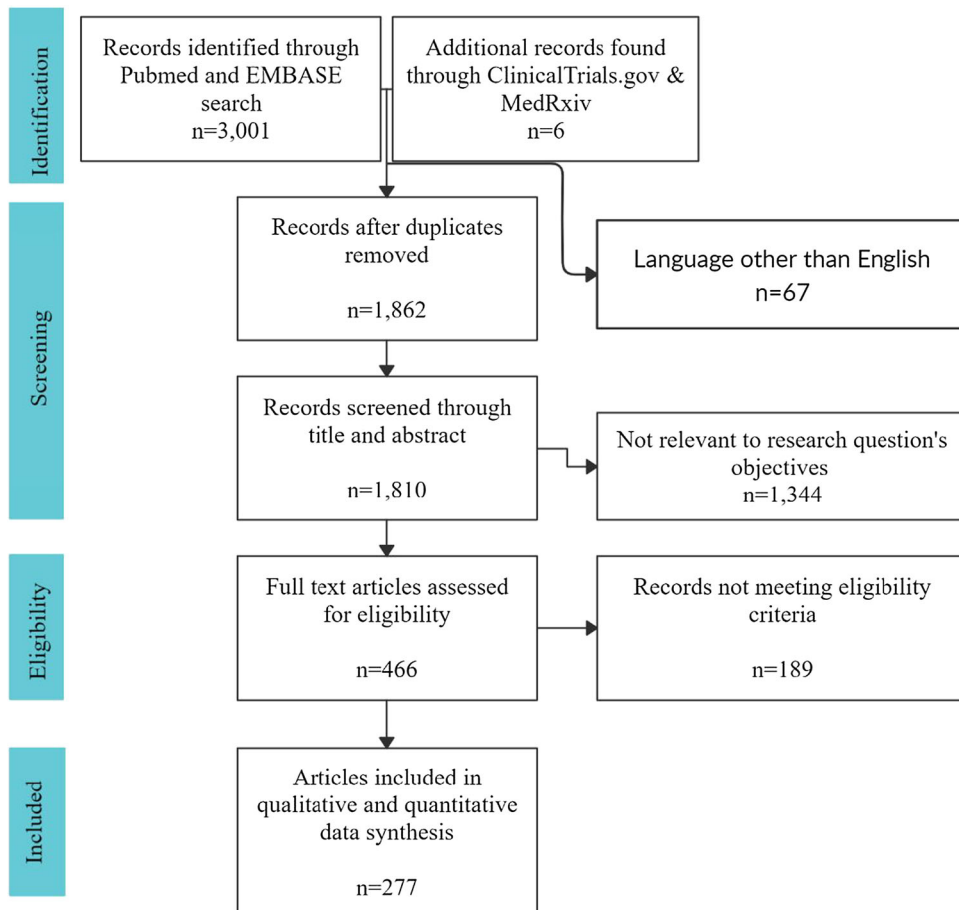 Identification
Records identified through
Pubmed and EMBASE
search
n=3,001
Additional records found
through ClinicalTrials.gov &
MedRxiv
n=6
Screening
Records after duplicates
removed
n=1,862
Language other than English
n=67
Records screened through
title and abstract
n=1,810
Not relevant to research question's
objectives
n=1,344
Eligibility
Full text articles assessed
for eligibility
n=466
Records not meeting eligibility
criteria
n=189
Included
Articles included in
qualitative and quantitative
data synthesis
n=277